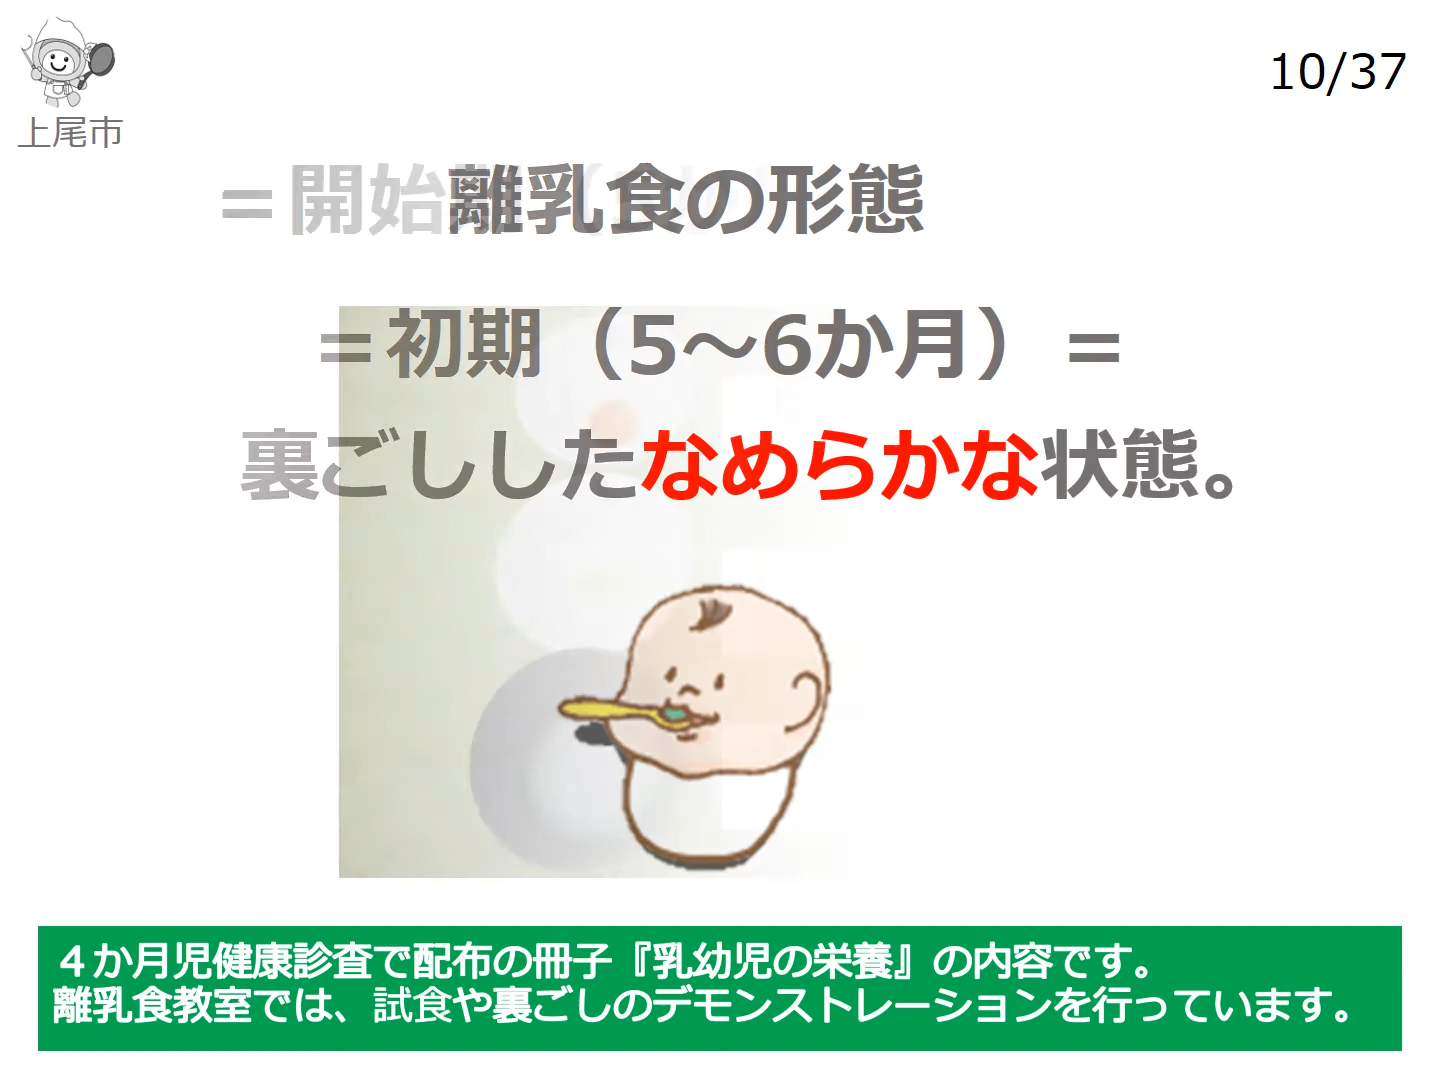 上尾市
10/37
＝開始
離乳食の形態
＝初期（5～6か月）＝
裏ごししたなめらかな状態。
４か月児健康診査で配布の冊子『乳幼児の栄養』の内容です。
離乳食教室では、試食や裏ごしのデモンストレーションを行っています。